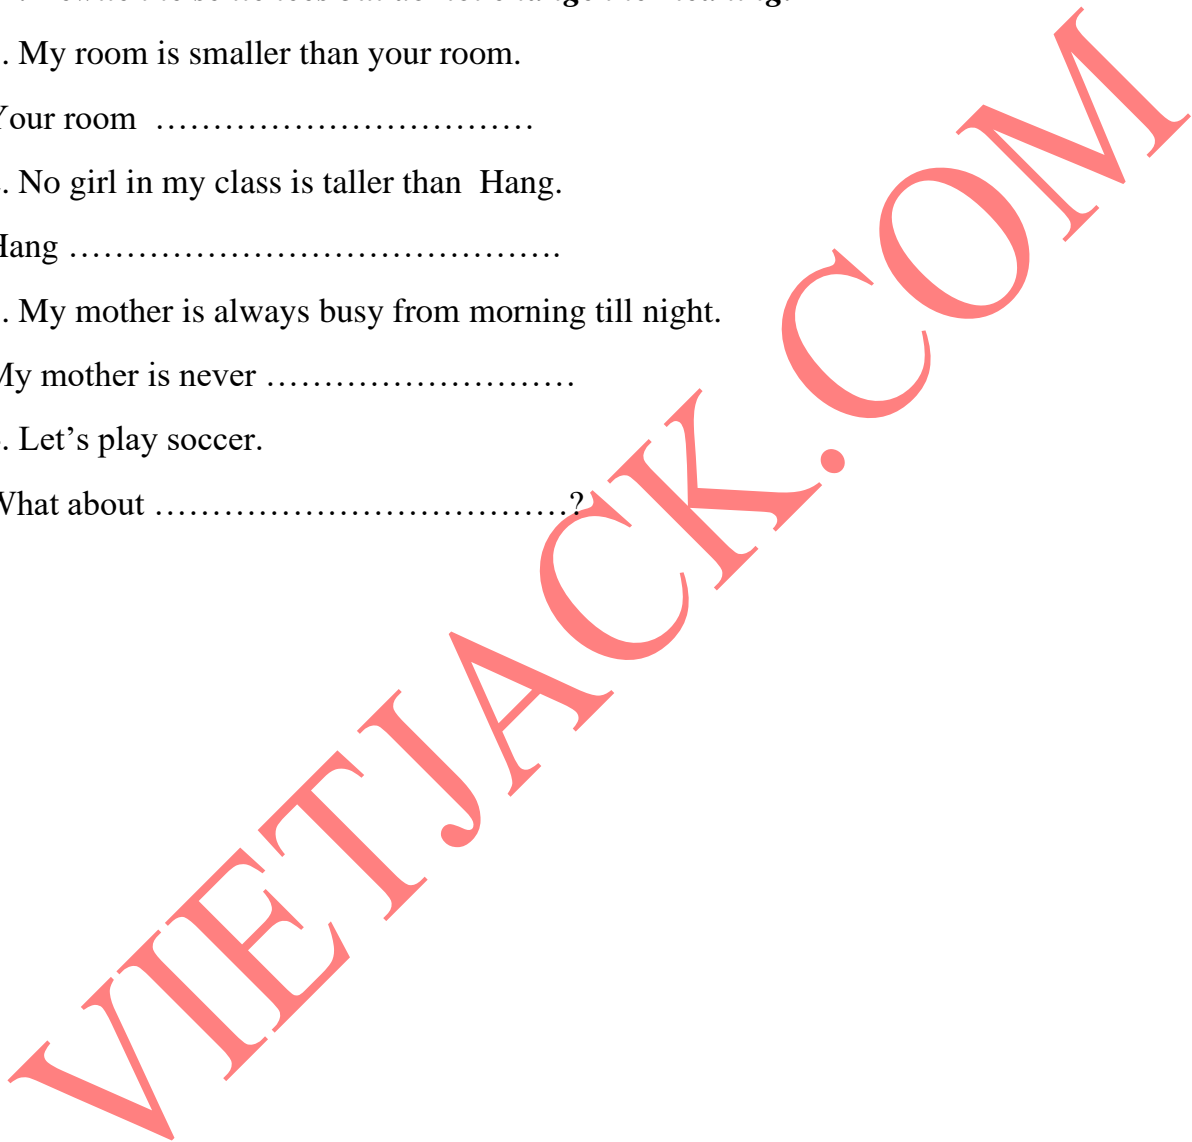 . My room is smaller than your room.
Your room ………………………………
. No girl in my class is taller than Hang.
Hang …………………………………….
. My mother is always busy from morning till night.
My mother is never ………………………
. Let’s play soccer.
What about ………………………………?
VIETJACK.COM